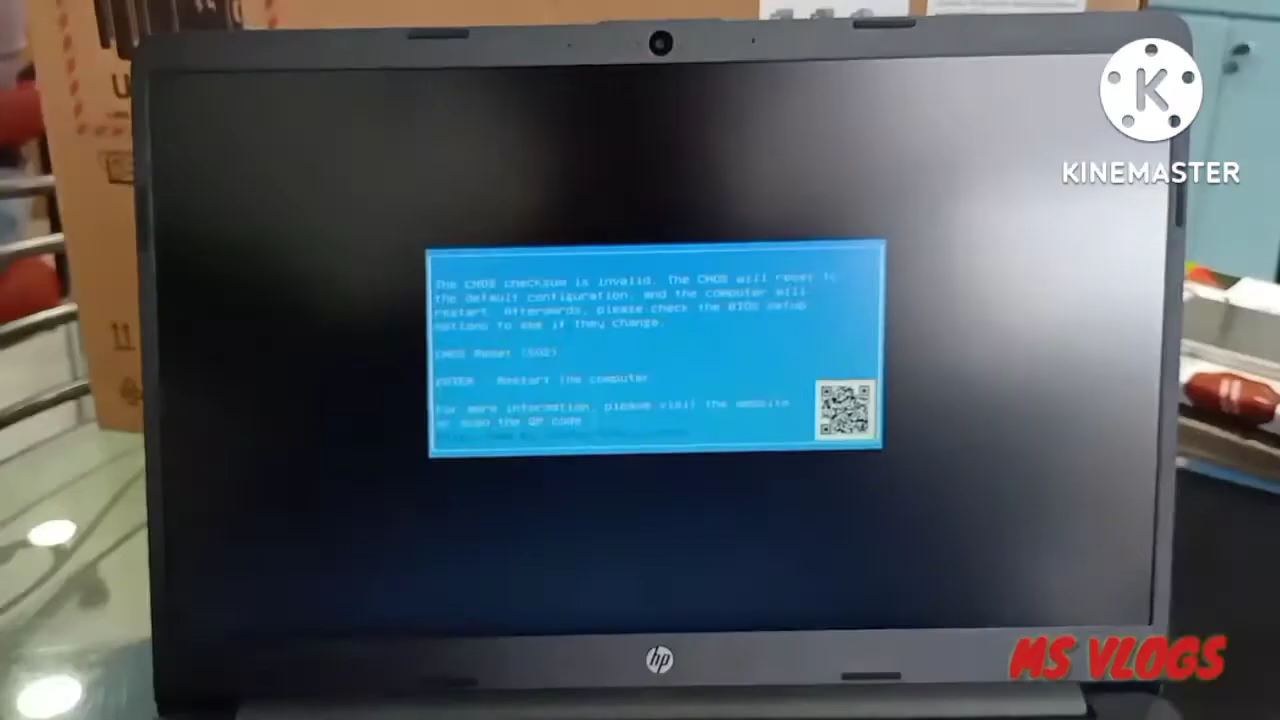 KINEMASTER
The CMOS checksum is invalid. The CMOS will reset to
the default configuration, and the computer will
restart. Afterwards, please check the BIOS setup
options to see if they change.
CMOS Reset (502)
ENTER - Restart the computer
For more information, please visit the website
or scan the QR code
11
hp
MS VLOGS